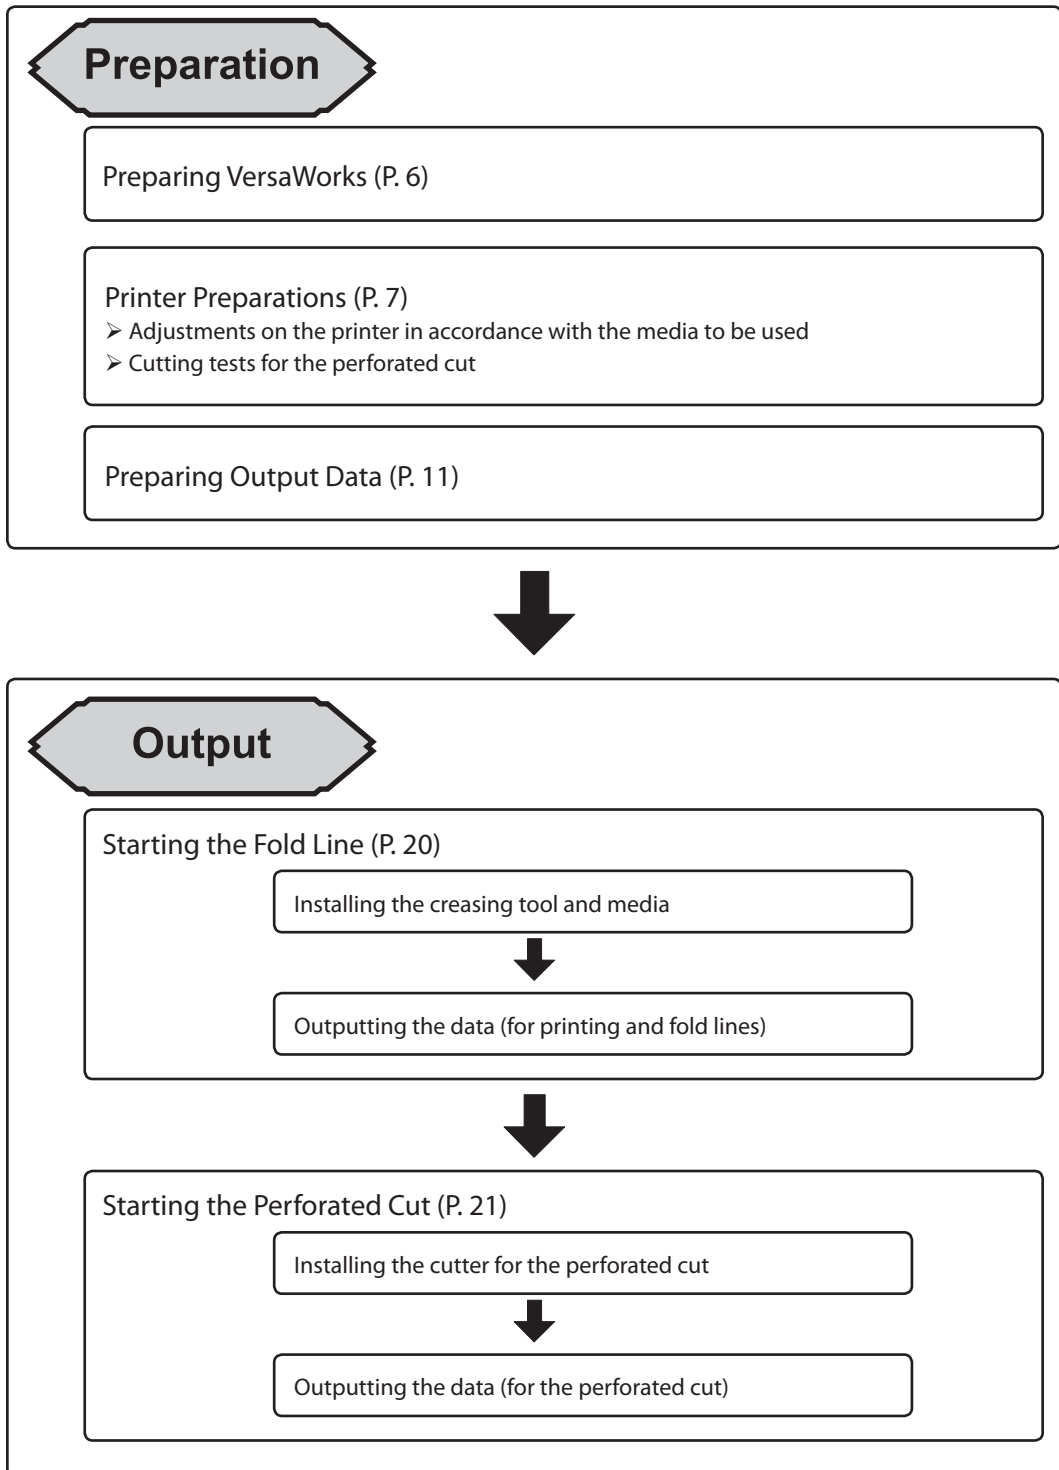 Preparation
Preparing VersaWorks (P. 6)
Printer Preparations (P. 7)
➢ Adjustments on the printer in accordance with the media to be used
➢ Cutting tests for the perforated cut
Preparing Output Data (P. 11)
Output
Starting the Fold Line (P. 20)
Installing the creasing tool and media
Outputting the data (for printing and fold lines)
Starting the Perforated Cut (P. 21)
Installing the cutter for the perforated cut
Outputting the data (for the perforated cut)